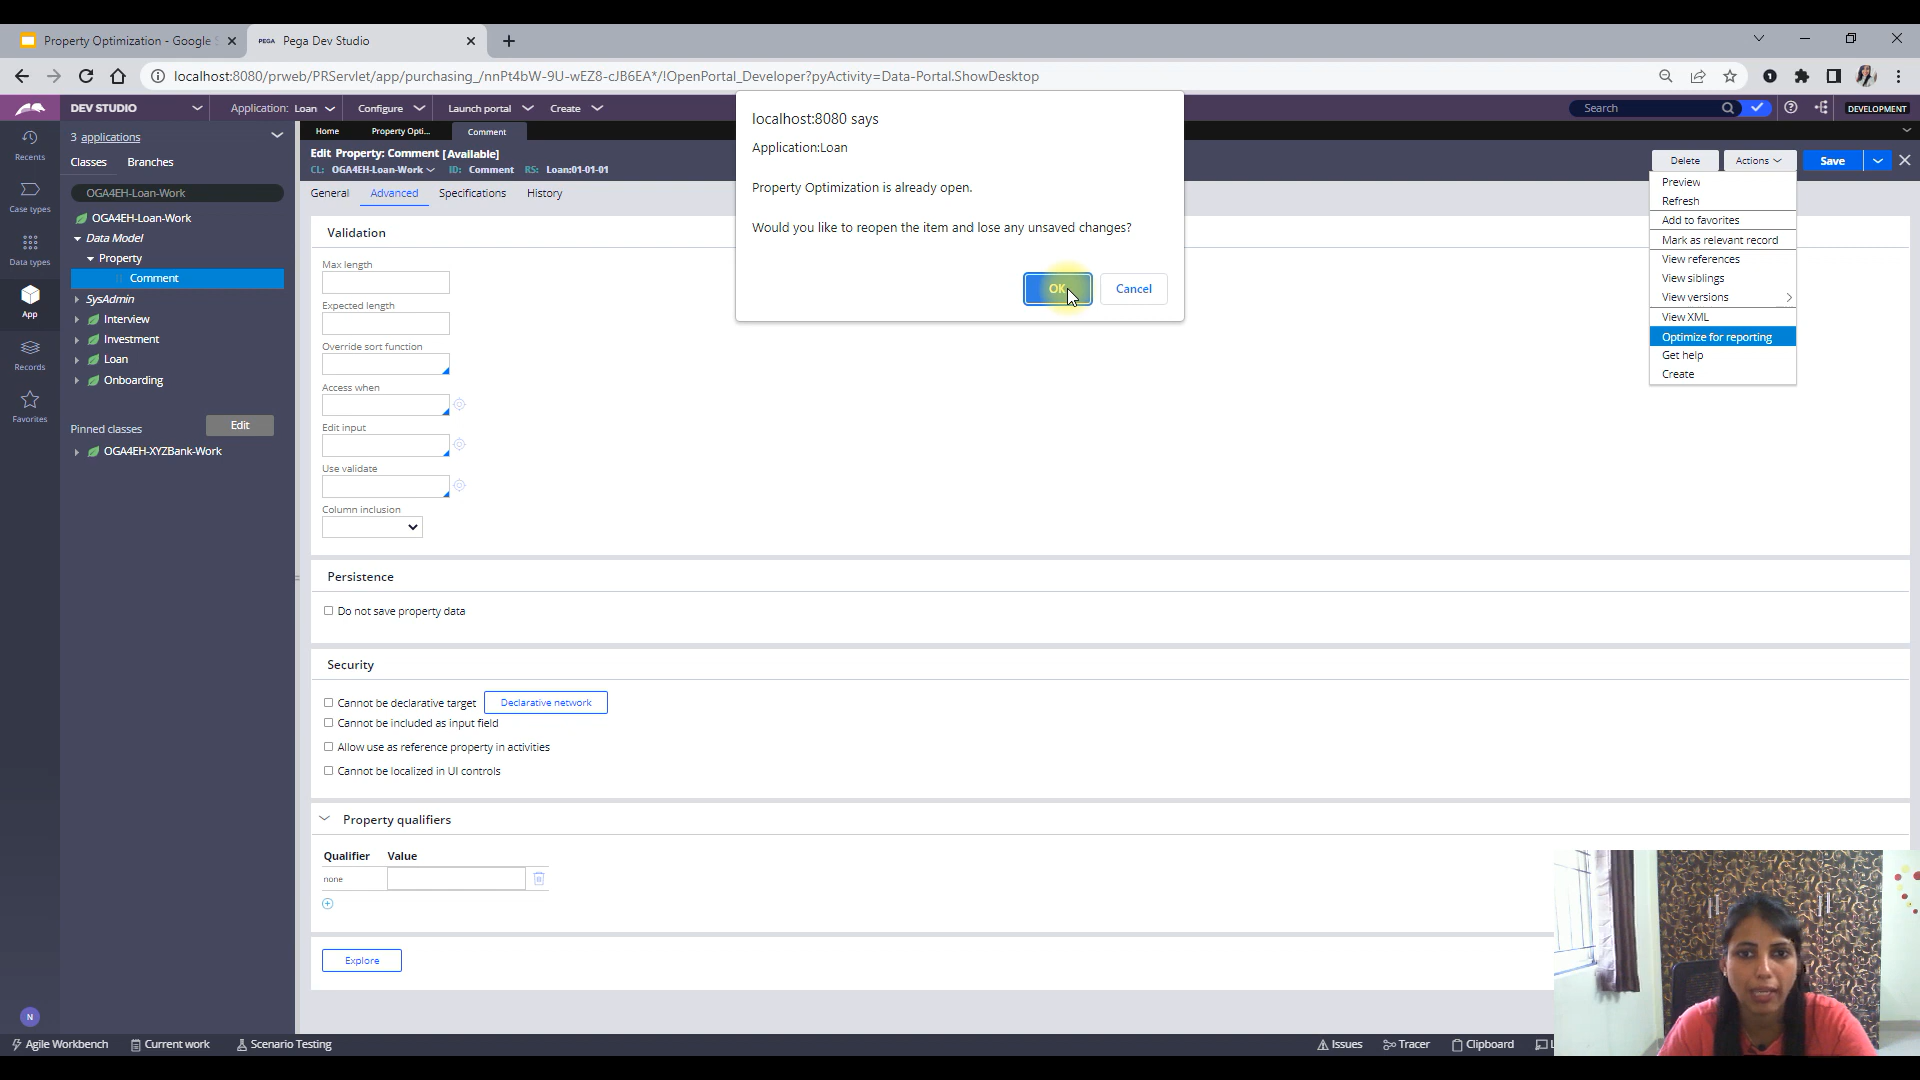 Property Optimization - Google S
PEGA Pega Dev Studio
localhost:8080/prweb/PRServlet/app/purchasing_/nnPt4bW-9U-wEZ8-cJB6EA*/!OpenPortal_Developer?pyActivity=Data-Portal.ShowDesktop
DEV STUDIO
Application: Loan
Configure
Launch portal
Create
Search
DEVELOPMENT
Recents
Case types
Data types
App
Records
Favorites
N
3 applications
Classes Branches
OGA4EH-Loan-Work
OGA4EH-Loan-Work
Data Model
Property
Comment
SysAdmin
Interview
Investment
Loan
Onboarding
Pinned classes Edit
OGA4EH-XYZBank-Work
Home Property Opti... Comment
Edit Property: Comment [Available]
CL: OGA4EH-Loan-Work ID: Comment RS: Loan:01-01-01
General Advanced Specifications History
Delete Actions Save
Preview
Refresh
Add to favorites
Mark as relevant record
View references
View siblings
View versions
View XML
Optimize for reporting
Get help
Create
localhost:8080 says
Application:Loan
Property Optimization is already open.
Would you like to reopen the item and lose any unsaved changes?
OK Cancel
Validation
Max length
Expected length
Override sort function
Access when
Edit input
Use validate
Column inclusion
Persistence
Do not save property data
Security
Cannot be declarative target Declarative network
Cannot be included as input field
Allow use as reference property in activities
Cannot be localized in UI controls
Property qualifiers
Qualifier Value
none
Explore
Agile Workbench Current work Scenario Testing Issues Tracer Clipboard L